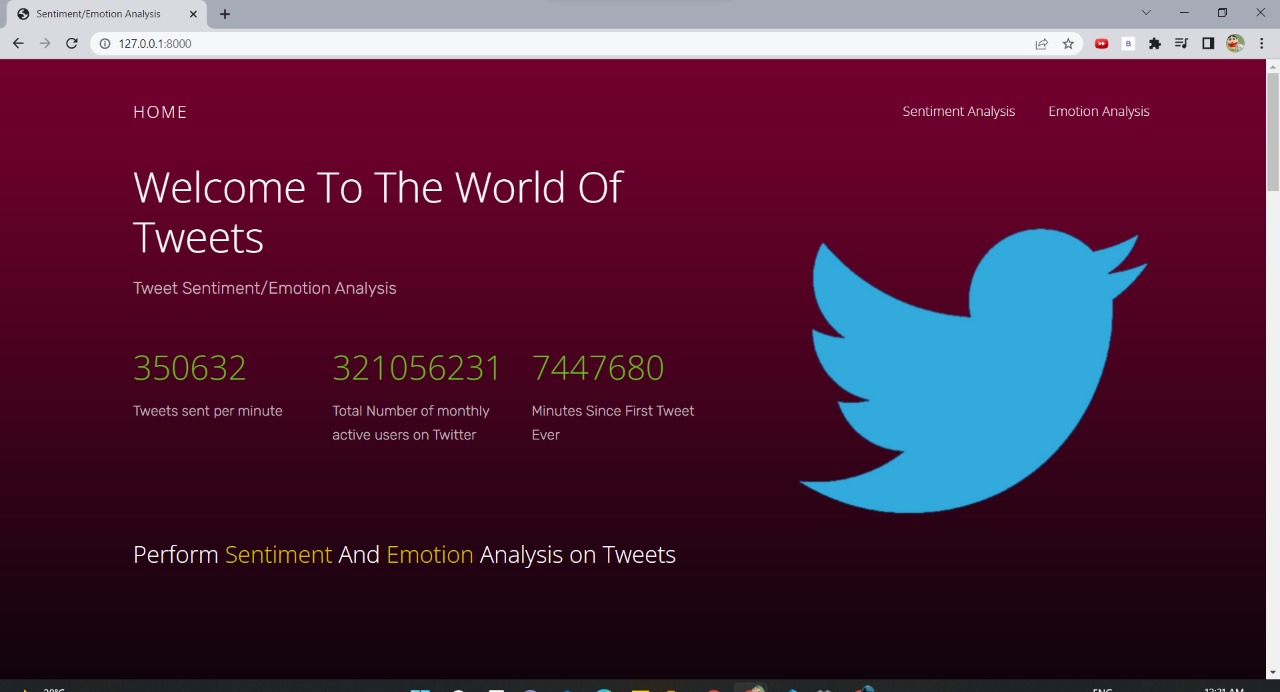 Sentiment/Emotion Analysis
127.0.0.1:8000
HOME
Sentiment Analysis
Emotion Analysis
Welcome To The World Of
Tweets
Tweet Sentiment/Emotion Analysis
350632
321056231
7447680
Tweets sent per minute
Total Number of monthly
active users on Twitter
Minutes Since First Tweet
Ever
Perform Sentiment And Emotion Analysis on Tweets